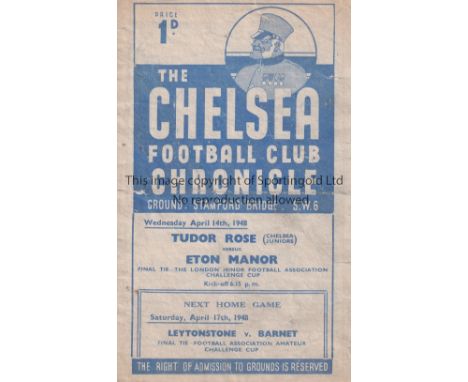 PRICE
1D.
THE
CHELSEA
FOOTBALL CLUB
CHRONICLE
This image copyright of Sportingold Ltd
No reproduction allowed
GROUND: STAMFORD BRIDGE. S.W.6
Wednesday April 14th, 1948
TUDOR ROSE (CHELSEA JUNIORS)
versus
ETON MANOR
FINAL TIE - THE LONDON MINOR FOOTBALL ASSOCIATION
CHALLENGE CUP
Kick-off 6.15 p.m.
NEXT HOME GAME
Saturday, April 17th, 1948
LEYTONSTONE v. BARNET
FINAL TIE - FOOTBALL ASSOCIATION AMATEUR
CHALLENGE CUP
THE RIGHT OF ADMISSION TO GROUNDS IS RESERVED